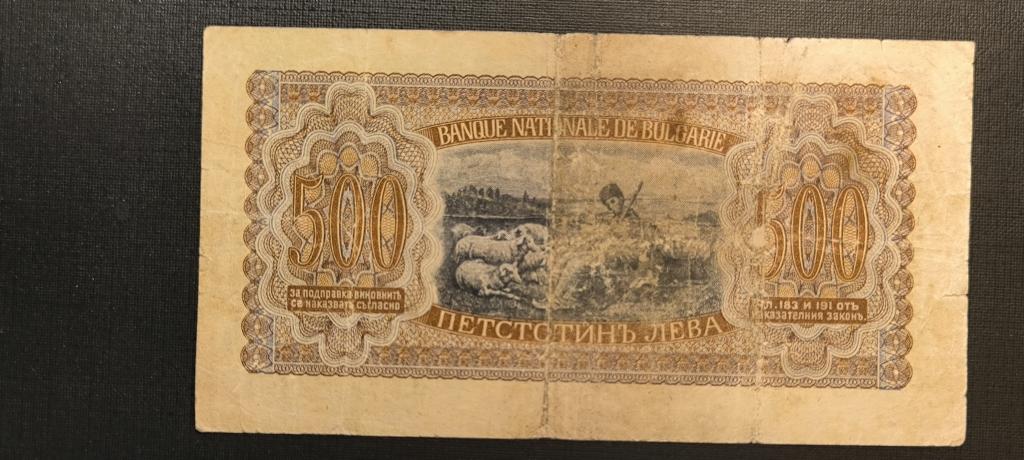 BANQUE NATIONALE DE BULGARIE
500
500
за подправка виновнитѣ
се наказватъ съгласно
чл. 183 и 191 отъ
наказателния законъ.
ПЕТСТОТИНЪ ЛЕВА